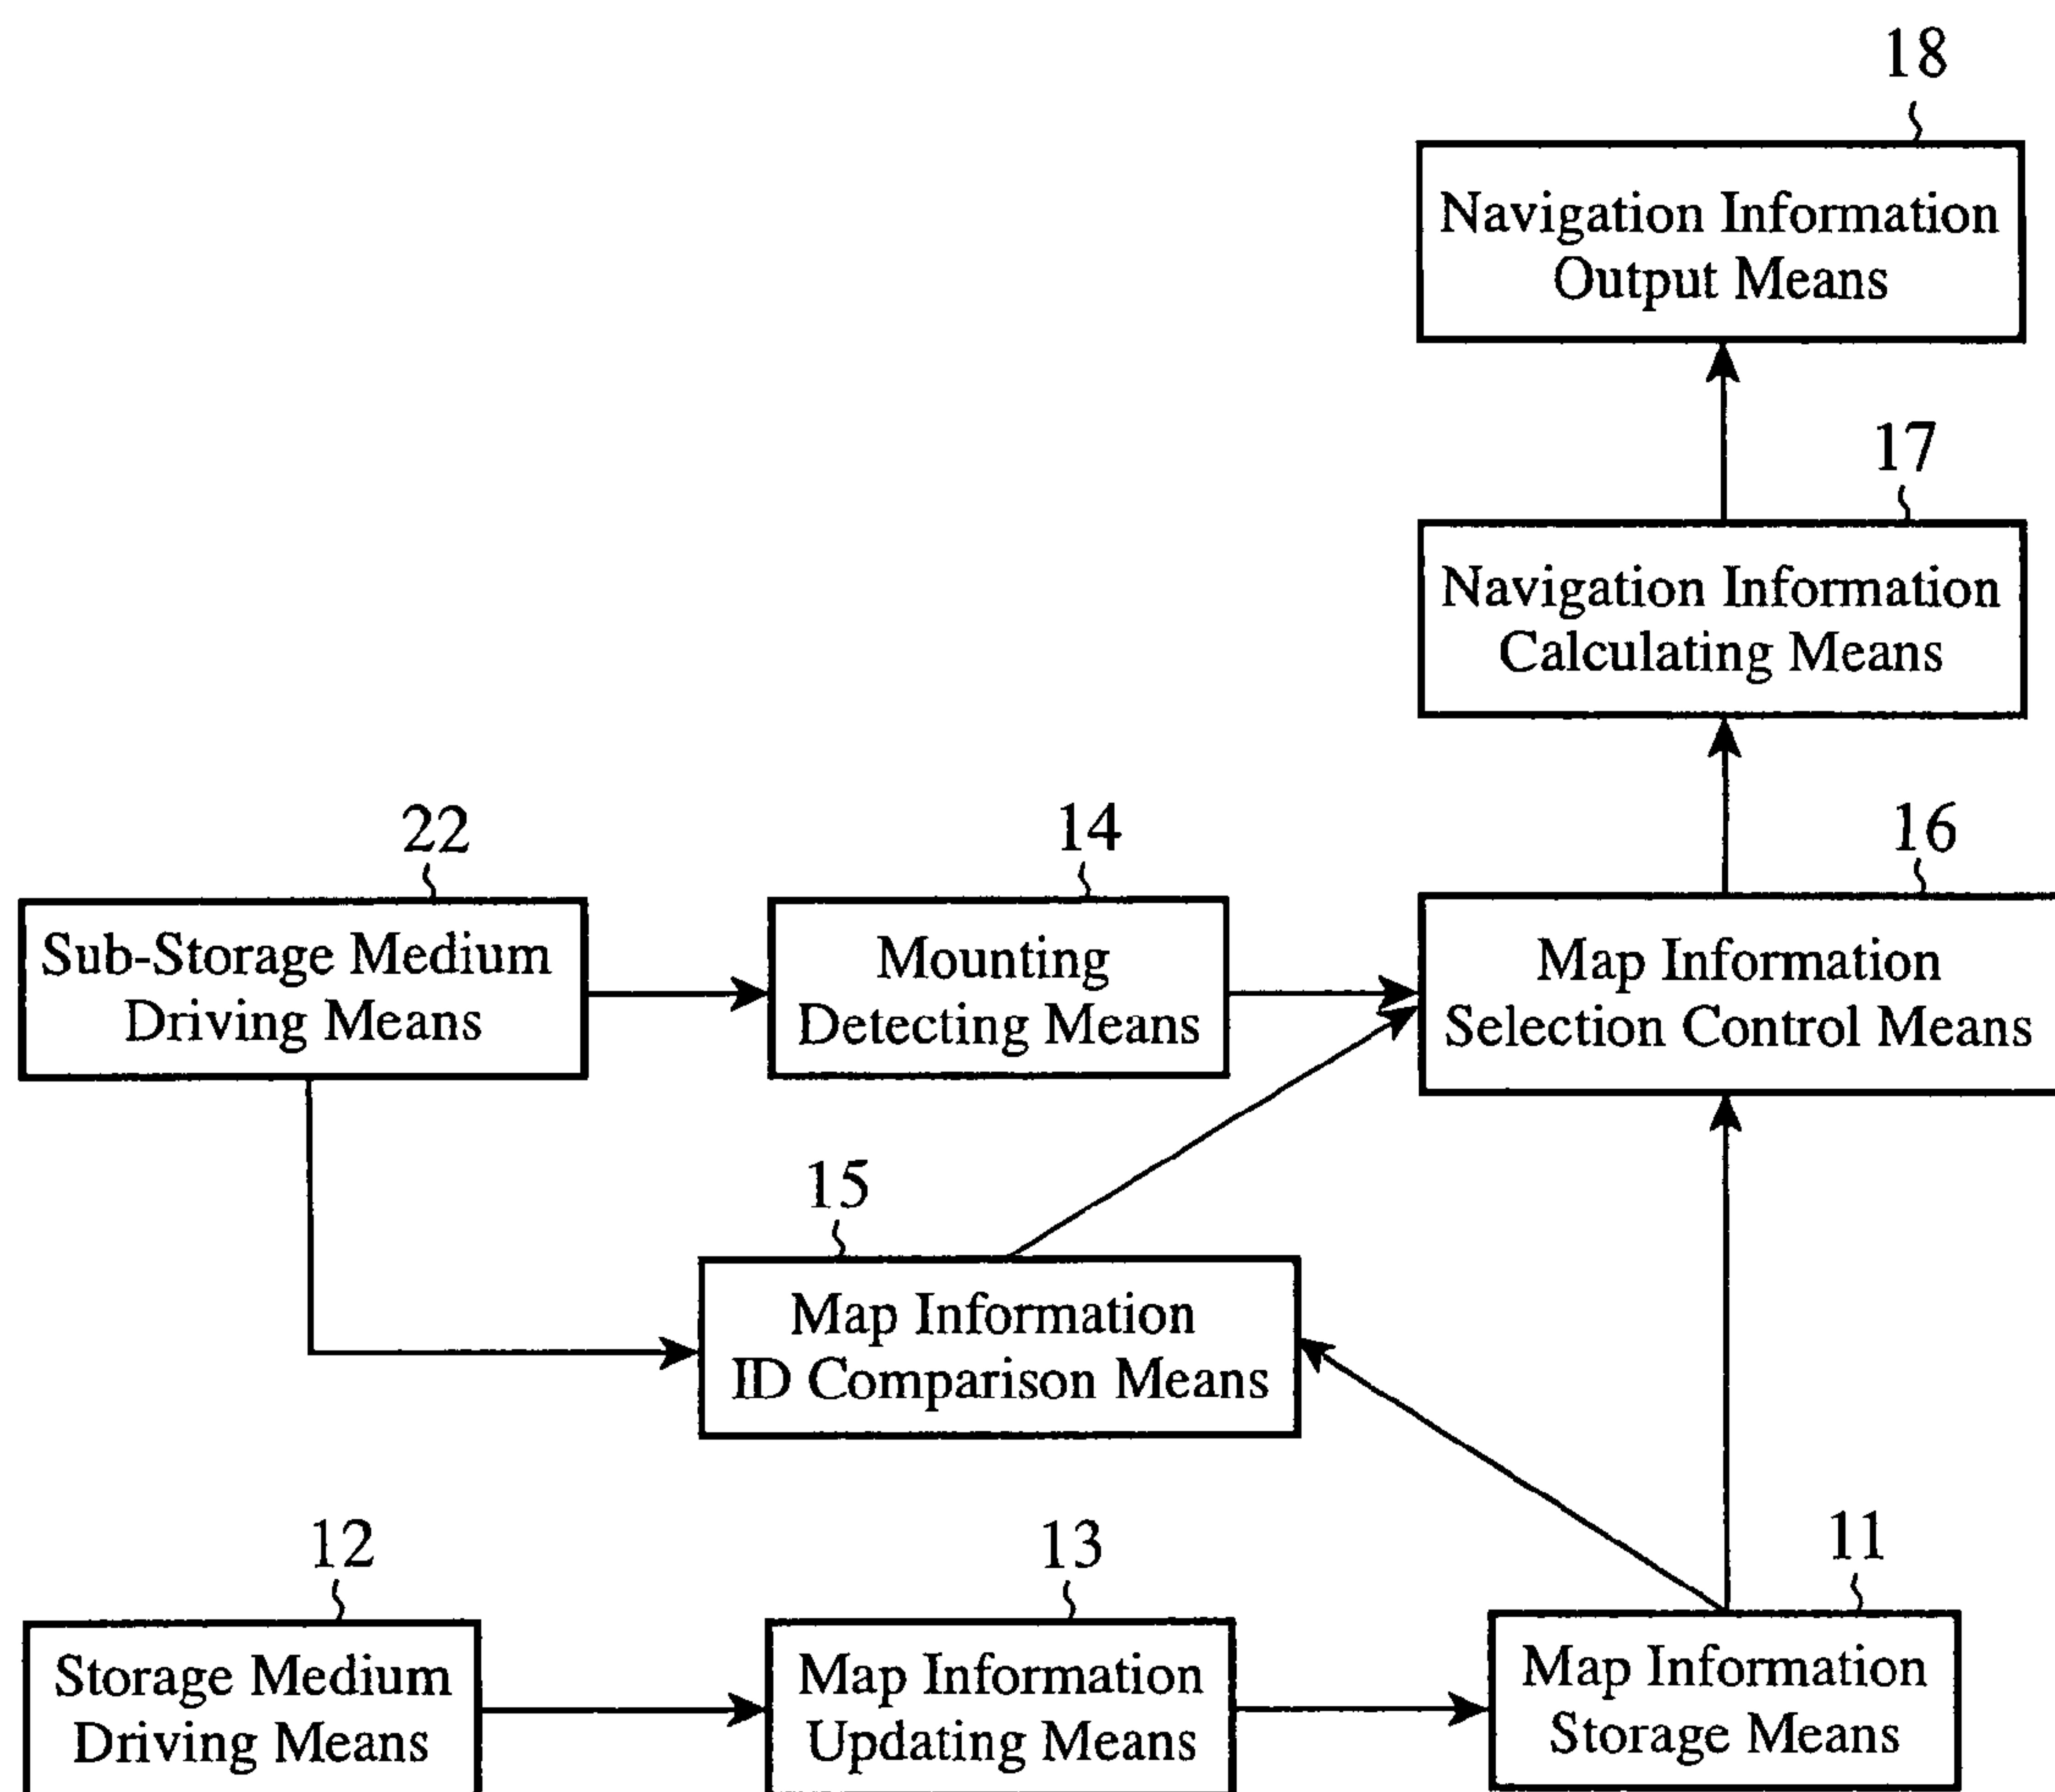 18
Navigation Information
Output Means
17
Navigation Information
Calculating Means
22
14
16
Sub-Storage Medium
Driving Means
Mounting
Detecting Means
Map Information
Selection Control Means
15
Map Information
ID Comparison Means
12
13
11
Storage Medium
Driving Means
Map Information
Updating Means
Map Information
Storage Means